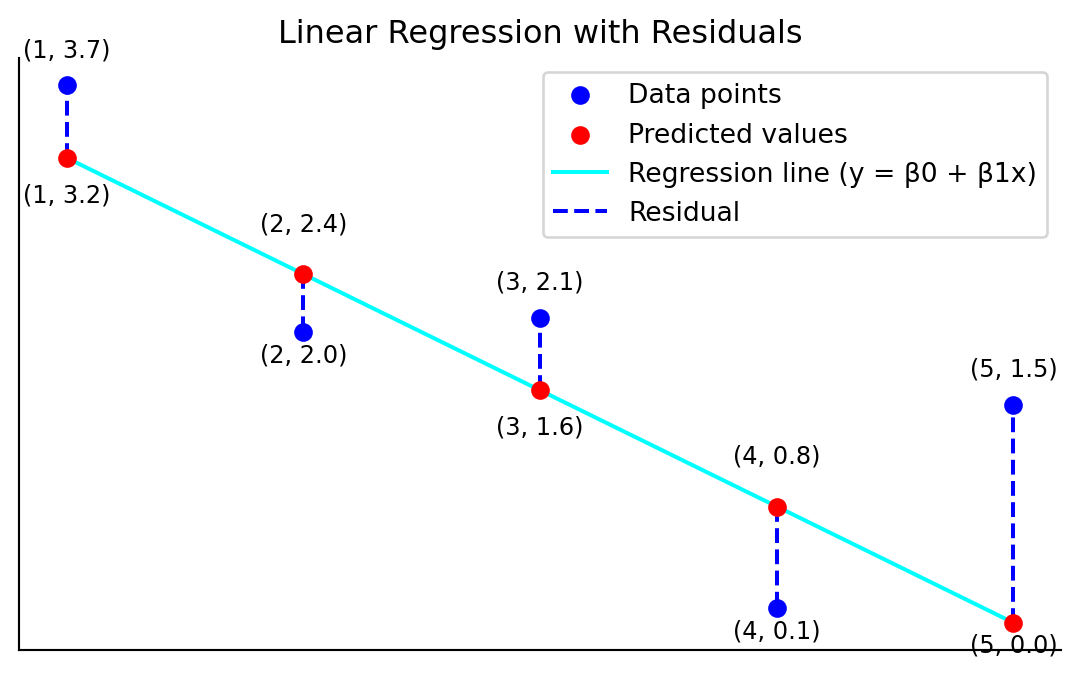 Linear Regression with Residuals
(1, 3.7)
Data points
Predicted values
Regression line (y = β0 + β1x)
Residual
(1, 3.2)
(2, 2.4)
(3, 2.1)
(2, 2.0)
(5, 1.5)
(3, 1.6)
(4, 0.8)
(4, 0.1)
(5, 0.0)